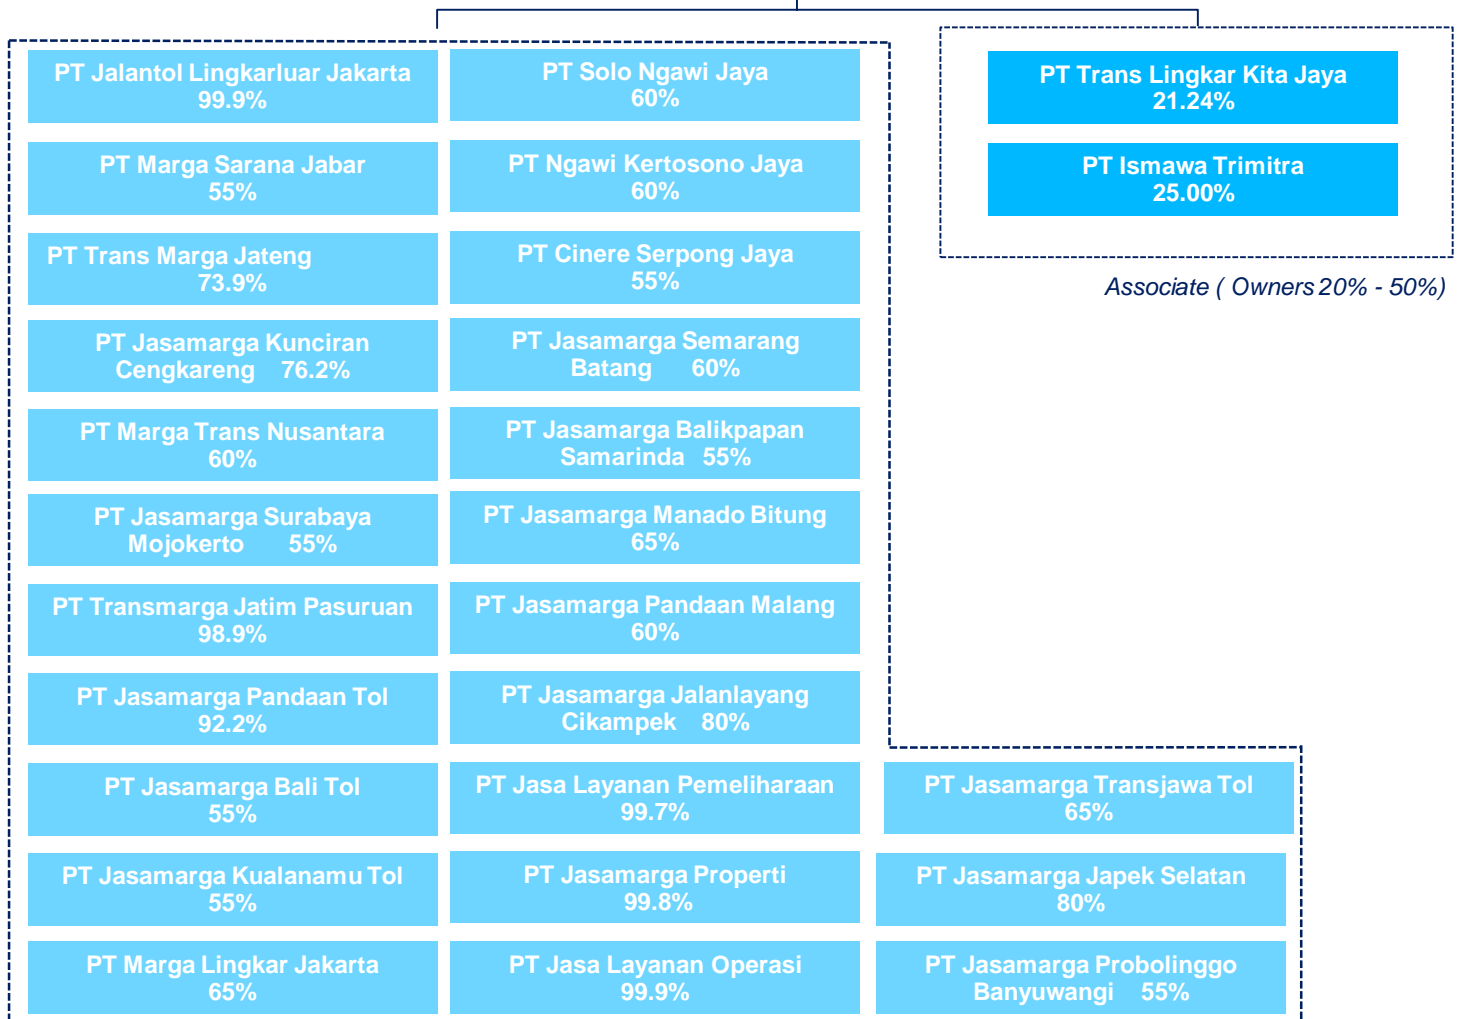 PT Jalantol Lingkarluar Jakarta
99.9%
PT Marga Sarana Jabar
55%
PT Trans Marga Jateng
73.9%
PT Jasamarga Kunciran
Cengkareng 76.2%
PT Marga Trans Nusantara
60%
PT Jasamarga Surabaya
Mojokerto 55%
PT Transmarga Jatim Pasuruan
98.9%
PT Jasamarga Pandaan Tol
92.2%
PT Jasamarga Bali Tol
55%
PT Jasamarga Kualanamu Tol
55%
PT Marga Lingkar Jakarta
65%
PT Solo Ngawi Jaya
60%
PT Ngawi Kertosono Jaya
60%
PT Cinere Serpong Jaya
55%
PT Jasamarga Semarang
Batang 60%
PT Jasamarga Balikpapan
Samarinda 55%
PT Jasamarga Manado Bitung
65%
PT Jasamarga Pandaan Malang
60%
PT Jasamarga Jalanlayang
Cikampek 80%
PT Jasa Layanan Pemeliharaan
99.7%
PT Jasamarga Properti
99.8%
PT Jasa Layanan Operasi
99.9%
PT Jasamarga Transjawa Tol
65%
PT Jasamarga Japek Selatan
80%
PT Jasamarga Probolinggo
Banyuwangi 55%
PT Trans Lingkar Kita Jaya
21.24%
PT Ismawa Trimitra
25.00%
Associate ( Owners 20% - 50%)